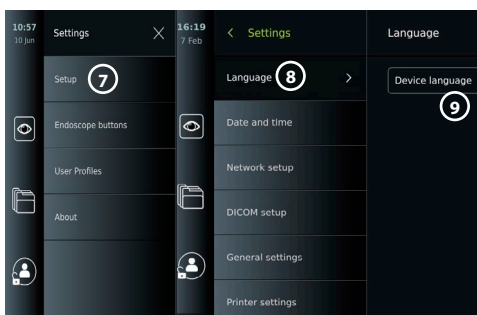 10:57
10 Jun
Settings
Setup
7
Endoscope buttons
User Profiles
About
16:19
7 Feb
Settings
Language
8
Date and time
Network setup
DICOM setup
General settings
Printer settings
Language
Device language
9